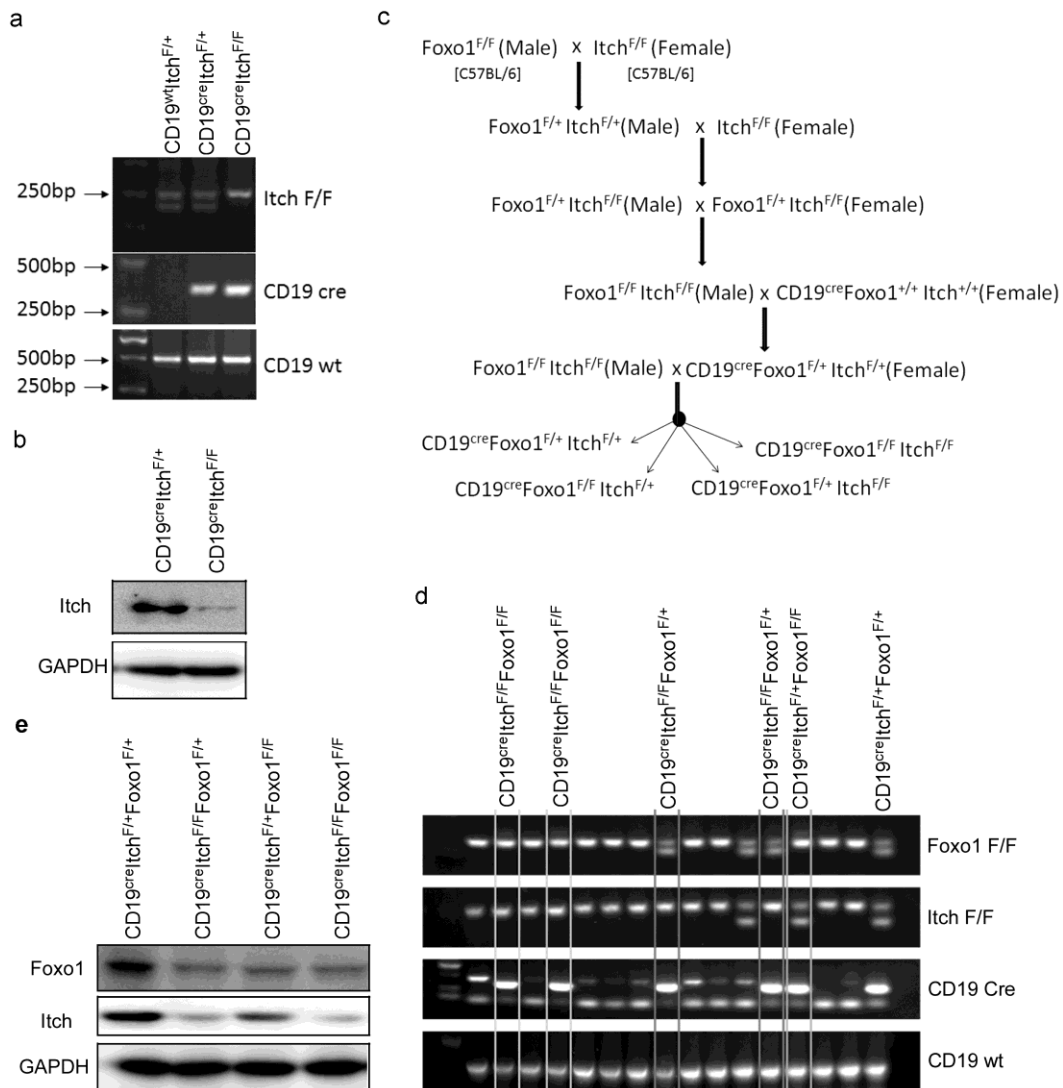 a
CD19ʷᵗItchF/+
CD19ᶜʳᵉItchF/+
CD19ᶜʳᵉItchF/F
250bp
Itch F/F
500bp
250bp
CD19 cre
500bp
250bp
CD19 wt
b
CD19ᶜʳᵉItchF/+
CD19ᶜʳᵉItchF/F
Itch
GAPDH
c
Foxo1F/F (Male) x ItchF/F (Female)
[C57BL/6] [C57BL/6]
Foxo1F/+ ItchF/+(Male) x ItchF/F (Female)
Foxo1F/+ ItchF/F(Male) x Foxo1F/+ ItchF/F(Female)
Foxo1F/F ItchF/F(Male) x CD19ᶜʳᵉFoxo1+/+ Itch+/+(Female)
Foxo1F/F ItchF/F(Male) x CD19ᶜʳᵉFoxo1F/+ ItchF/+(Female)
CD19ᶜʳᵉFoxo1F/+ ItchF/+
CD19ᶜʳᵉFoxo1F/F ItchF/F
CD19ᶜʳᵉFoxo1F/F ItchF/+
CD19ᶜʳᵉFoxo1F/+ ItchF/F
d
CD19ᶜʳᵉItchF/FFoxo1F/F
CD19ᶜʳᵉItchF/FFoxo1F/F
CD19ᶜʳᵉItchF/FFoxo1F/+
CD19ᶜʳᵉItchF/FFoxo1F/+
CD19ᶜʳᵉItchF/+Foxo1F/F
CD19ᶜʳᵉItchF/+Foxo1F/+
Foxo1 F/F
Itch F/F
CD19 Cre
CD19 wt
e
CD19ᶜʳᵉItchF/+Foxo1F/+
CD19ᶜʳᵉItchF/FFoxo1F/+
CD19ᶜʳᵉItchF/+Foxo1F/F
CD19ᶜʳᵉItchF/FFoxo1F/F
Foxo1
Itch
GAPDH